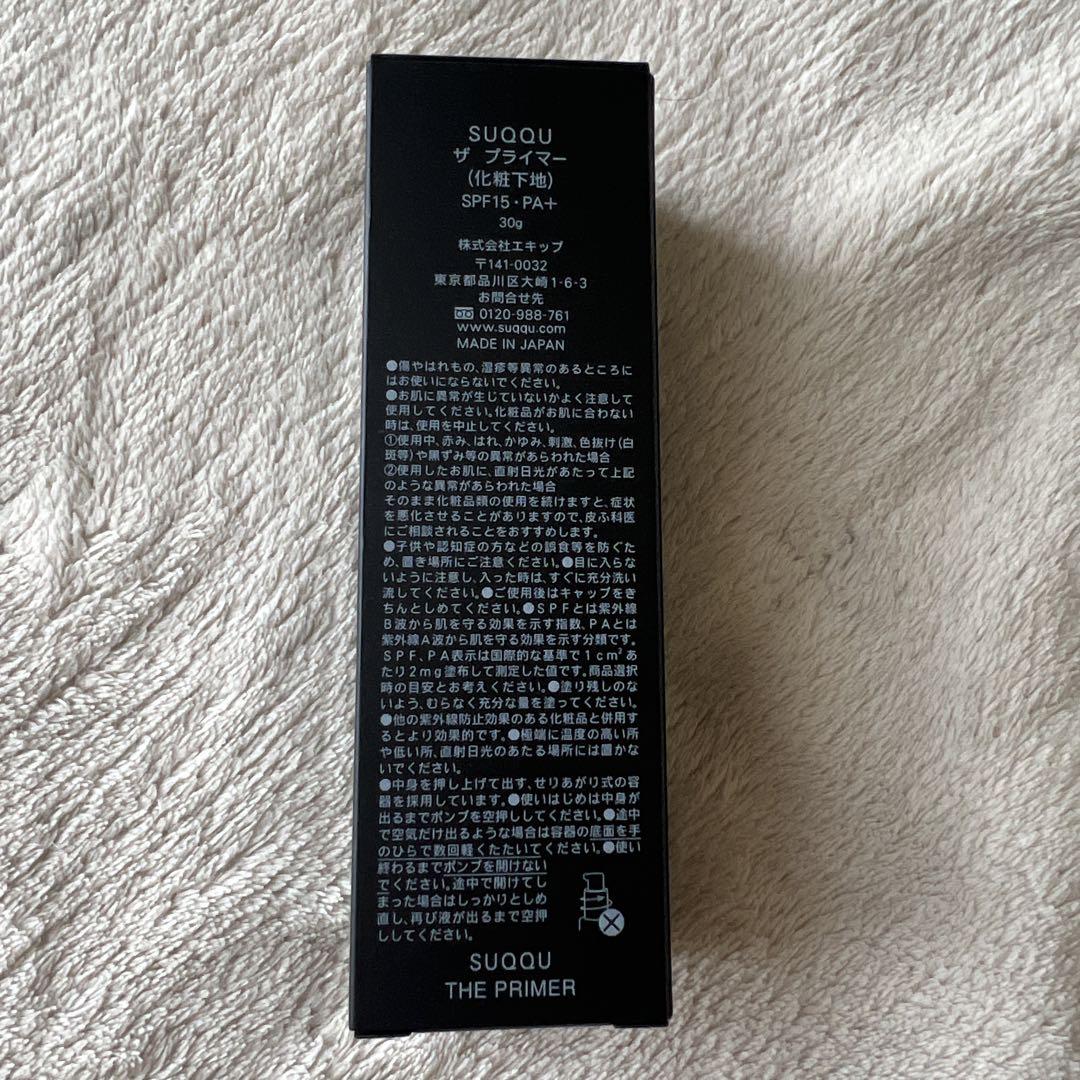 SUQQU
ザ プライマー
(化粧下地)
SPF15・PA+
30g
株式会社エキップ
〒141-0032
東京都品川区大崎1-6-3
お問合せ先
0120-988-761
www.suqqu.com
MADE IN JAPAN
●傷やはれもの、湿疹等異常のあるところに
はお使いにならないでください。
●お肌に異常が生じていないかよく注意して
使用してください。化粧品がお肌に合わない
時は、使用を中止してください。
①使用中、赤み、はれ、かゆみ、刺激、色抜け(白
斑等)や黒ずみ等の異常があらわれた場合
②使用したお肌に、直射日光があたって上記
のような異常があらわれた場合
そのまま化粧品類の使用を続けますと、症状
を悪化させることがありますので、皮ふ科医
にご相談されることをおすすめします。
●子供や認知症の方などの誤食等を防ぐた
め、置き場所にご注意ください。●目に入らな
いように注意し、入った時は、すぐに充分洗い
流してください。●ご使用後はキャップをき
ちんとしめてください。●SPFとは紫外線
B波から肌を守る効果を示す指数、PAとは
紫外線A波から肌を守る効果を示す分類です。
SPF、PA表示は国際的な基準で1cm²あ
たり2mg塗布して測定した値です。商品選択
時の目安とお考えください。●塗り残しのな
いよう、むらなく充分な量を塗ってください。
●他の紫外線防止効果のある化粧品と併用す
るとより効果的です。●極端に温度の高い所
や低い所、直射日光のあたる場所には置かな
いでください。
●中身を押し上げて出す、せりあがり式の容
器を採用しています。●使いはじめは中身が
出るまでポンプを空押ししてください。●途中
で空気だけ出るような場合は容器の底面を手
のひらで数回軽くたたいてください。●使い
終わるまでポンプを開けない
でください。途中で開けてし
まった場合はしっかりとしめ
直し、再び液が出るまで空押
ししてください。
SUQQU
THE PRIMER